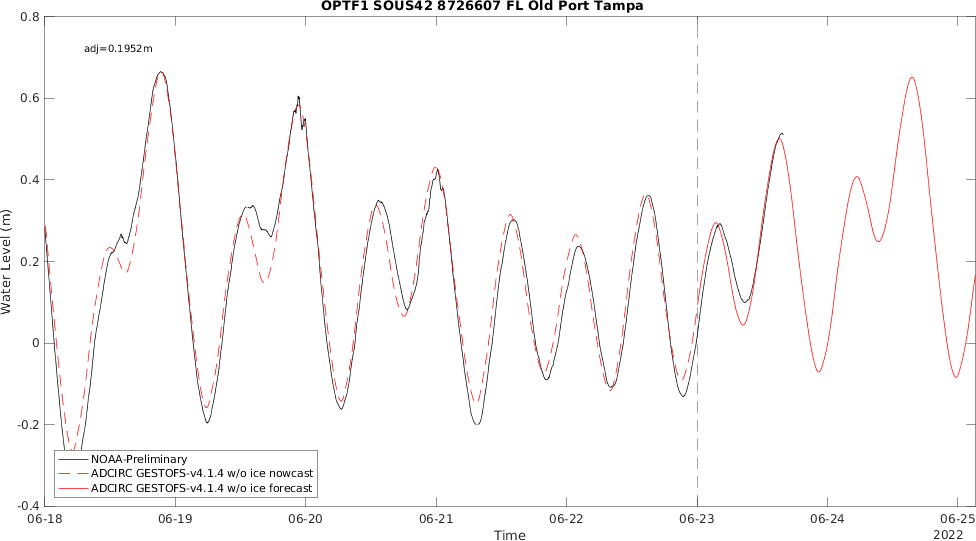 OPTF1 SOUS42 8726607 FL Old Port Tampa
adj=0.1952m
0.8
0.6
0.4
0.2
0
-0.2
-0.4
Water Level (m)
NOAA-Preliminary
ADCIRC GESTOFS-v4.1.4 w/o ice nowcast
ADCIRC GESTOFS-v4.1.4 w/o ice forecast
06-18 06-19 06-20 06-21 06-22 06-23 06-24 06-25
Time
2022